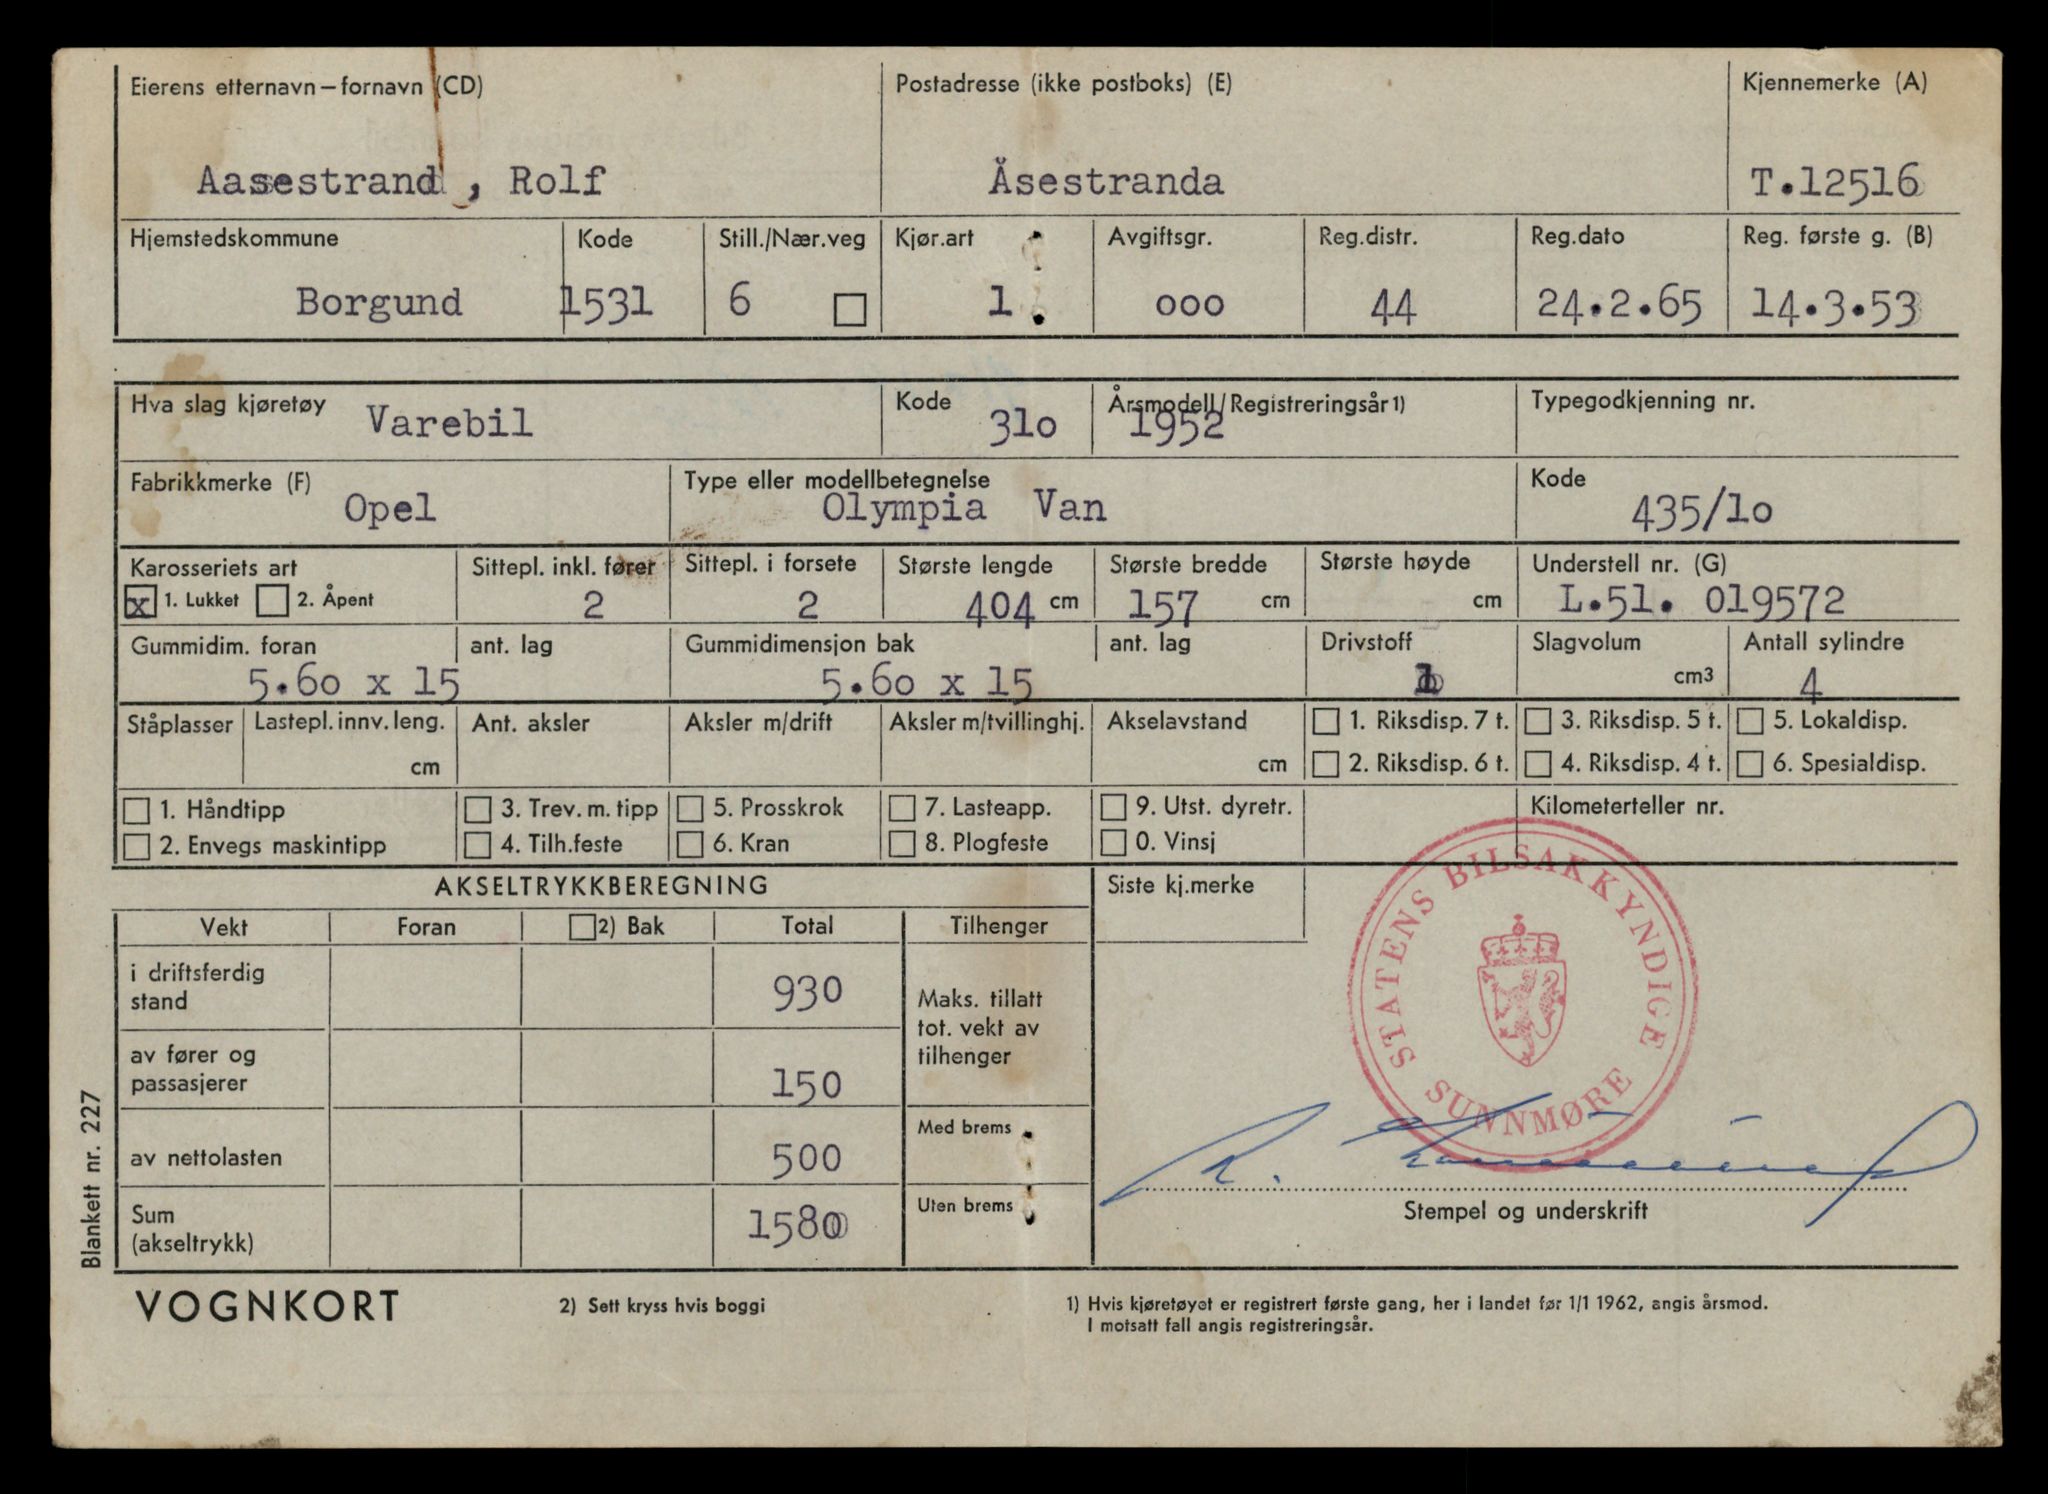 Eierens etternavn – fornavn (CD) Postadresse (ikke postboks) (E) Kjennemerke (A)
Aasestrand , Rolf Åsestranda T.12516
Hjemstedskommune Kode Still./Nær.veg Kjør.art Avgiftsgr. Reg.distr. Reg.dato Reg. første g. (B)
Borgund 1531 6 1 ooo 44 24.2.65 14.3.53
Hva slag kjøretøy Varebil Kode 31o Årsmodell/Registreringsår 1) 1952 Typegodkjenning nr.
Fabrikkmerke (F) Type eller modellbetegnelse Kode
Opel Olympia Van 435/1o
Karosseriets art Sittepl. inkl. fører Sittepl. i forsete Største lengde Største bredde Største høyde Understell nr. (G)
x 1. Lukket 2. Åpent 2 2 404 cm 157 cm cm L.51. 019572
Gummidim. foran ant. lag Gummidimensjon bak ant. lag Drivstoff Slagvolum Antall sylindre
5.6o x 15 5.6o x 15 1 cm3 4
Ståplasser Lastepl. innv. leng. Ant. aksler Aksler m/drift Aksler m/tvillinghj. Akselavstand 1. Riksdisp. 7 t. 3. Riksdisp. 5 t. 5. Lokaldisp.
cm cm 2. Riksdisp. 6 t. 4. Riksdisp. 4 t. 6. Spesialdisp.
1. Håndtipp 3. Trev. m. tipp 5. Prosskrok 7. Lasteapp. 9. Utst. dyretr. Kilometerteller nr.
2. Envegs maskintipp 4. Tilh.feste 6. Kran 8. Plogfeste 0. Vinsj
AKSELTRYKKBEREGNING Siste kj.merke
Vekt Foran 2) Bak Total Tilhenger
i driftsferdig
stand 930
Maks. tillatt
tot. vekt av
tilhenger
av fører og
passasjerer 150
Med brems
av nettolasten 500
Uten brems
Sum
(akseltrykk) 1580
STATENS BILSAKKYNDIGE
SUNNMØRE
Stempel og underskrift
Blankett nr. 227
VOGNKORT 2) Sett kryss hvis boggi 1) Hvis kjøretøyet er registrert første gang, her i landet før 1/1 1962, angis årsmod.
I motsatt fall angis registreringsår.